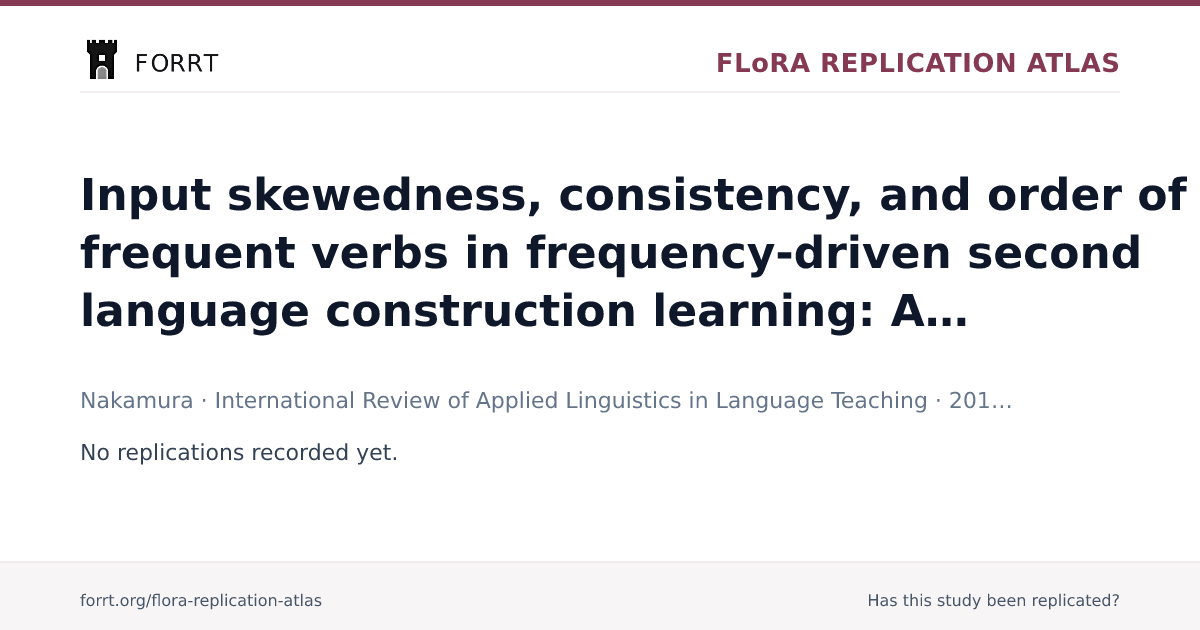 FORRT
FLoRA REPLICATION ATLAS
Input skewedness, consistency, and order of
frequent verbs in frequency-driven second
language construction learning: A…
Nakamura · International Review of Applied Linguistics in Language Teaching · 201…
No replications recorded yet.
forrt.org/flora-replication-atlas
Has this study been replicated?